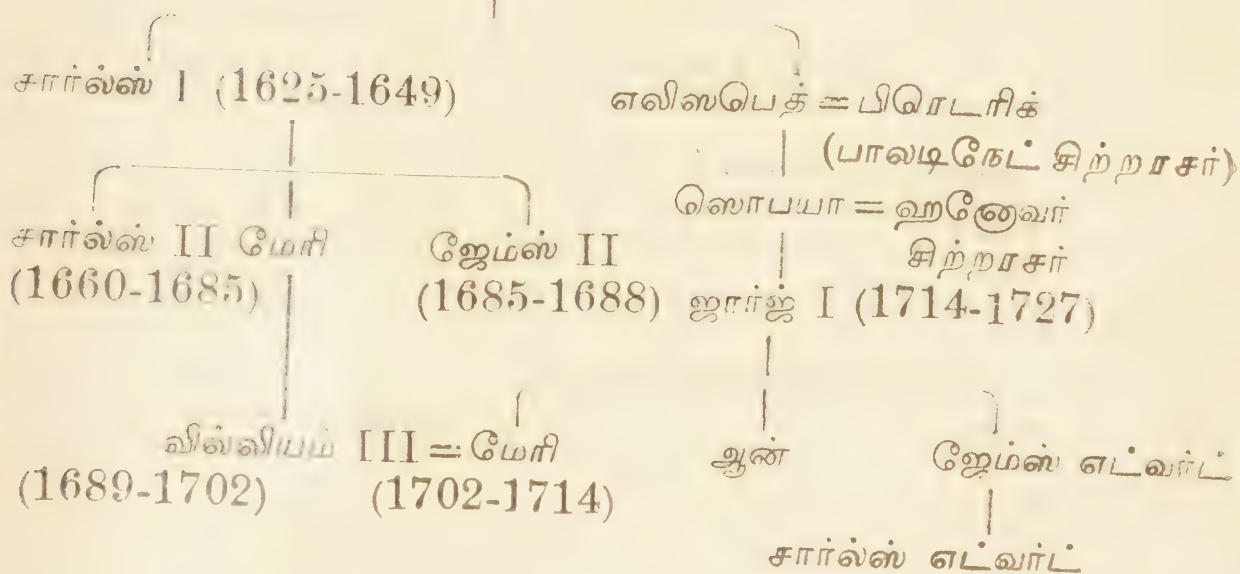 சார்ல்ஸ் I (1625-1649)
எலிஸபெத் = பிரெடரிக்
(பாலடிநேட் சிற்றரசர்)
ஸொபயா = ஹனோவர்
சிற்றரசர்
சார்ல்ஸ் II மேரி
(1660-1685)
ஜேம்ஸ் II
(1685-1688)
ஜார்ஜ் I (1714-1727)
வில்லியம் III = மேரி
(1689-1702) (1702-1714)
ஆன்
ஜேம்ஸ் எட்வர்ட்
சார்ல்ஸ் எட்வர்ட்